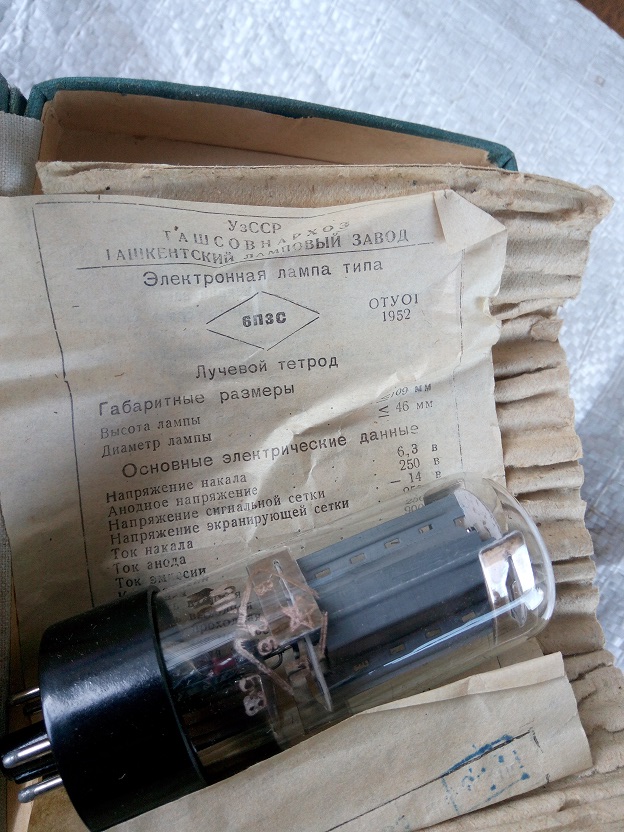 УзССР
ТАШСОВНАРХОЗ
ТАШКЕНТСКИЙ ЛАМПОВЫЙ ЗАВОД
Электронная лампа типа
6П3С
ОТУ01
1952
Лучевой тетрод
Габаритные размеры
Высота лампы мм
Диаметр лампы ≤ 46 мм
Основные электрические данные
Напряжение накала 6,3 в
Анодное напряжение 250 в
Напряжение сигнальной сетки — 14 в
Напряжение экранирующей сетки
Ток накала
Ток анода
Ток эмиссии